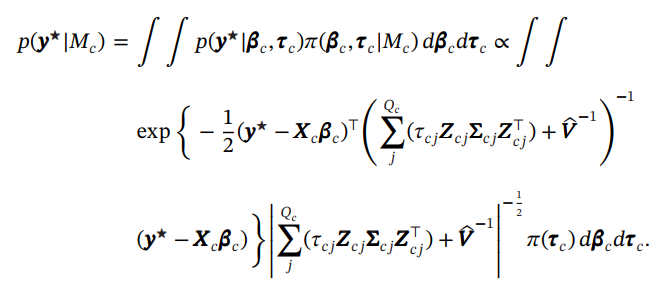 p(y⋆|M_c) = ∫ ∫ p(y⋆|β_c, τ_c)π(β_c, τ_c|M_c) dβ_c dτ_c ∝ ∫ ∫
exp { − 1/2 (y⋆ − X_c β_c)^⊤ ( ∑_j^{Q_c} (τ_{cj} Z_{cj} Σ_{cj} Z_{cj}^⊤) + V̂^{−1} )^{−1}
(y⋆ − X_c β_c) } | ∑_j^{Q_c} (τ_{cj} Z_{cj} Σ_{cj} Z_{cj}^⊤) + V̂^{−1} |^{−1/2} π(τ_c) dβ_c dτ_c.